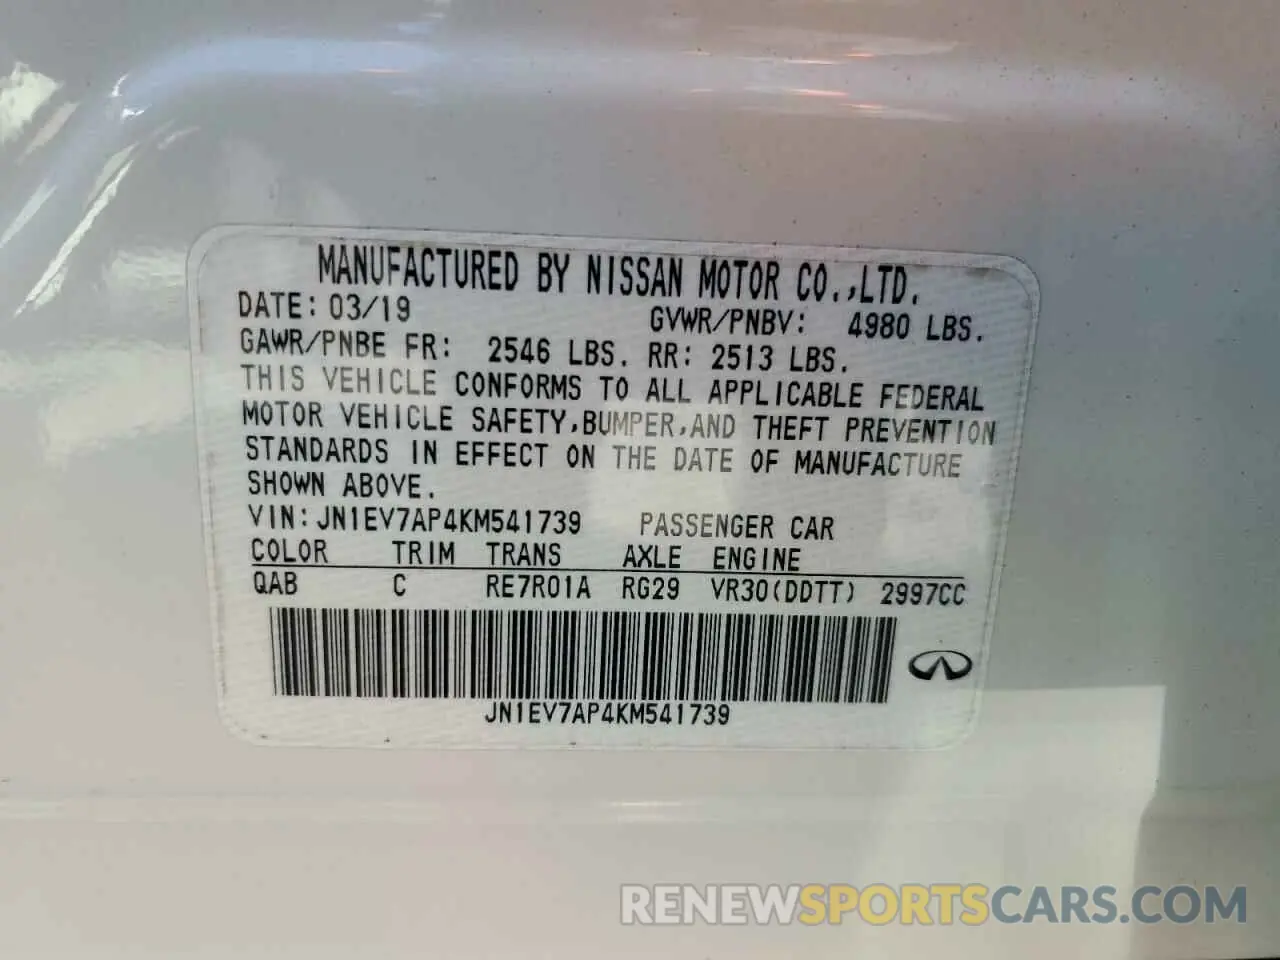 MANUFACTURED BY NISSAN MOTOR CO.,LTD.
DATE: 03/19 GVWR/PNBV: 4980 LBS.
GAWR/PNBE FR: 2546 LBS. RR: 2513 LBS.
THIS VEHICLE CONFORMS TO ALL APPLICABLE FEDERAL
MOTOR VEHICLE SAFETY,BUMPER,AND THEFT PREVENTION
STANDARDS IN EFFECT ON THE DATE OF MANUFACTURE
SHOWN ABOVE.
VIN:JN1EV7AP4KM541739 PASSENGER CAR
COLOR TRIM TRANS AXLE ENGINE
QAB C RE7R01A RG29 VR30(DDTT) 2997CC
JN1EV7AP4KM541739
RENEWSPORTSCARS.COM